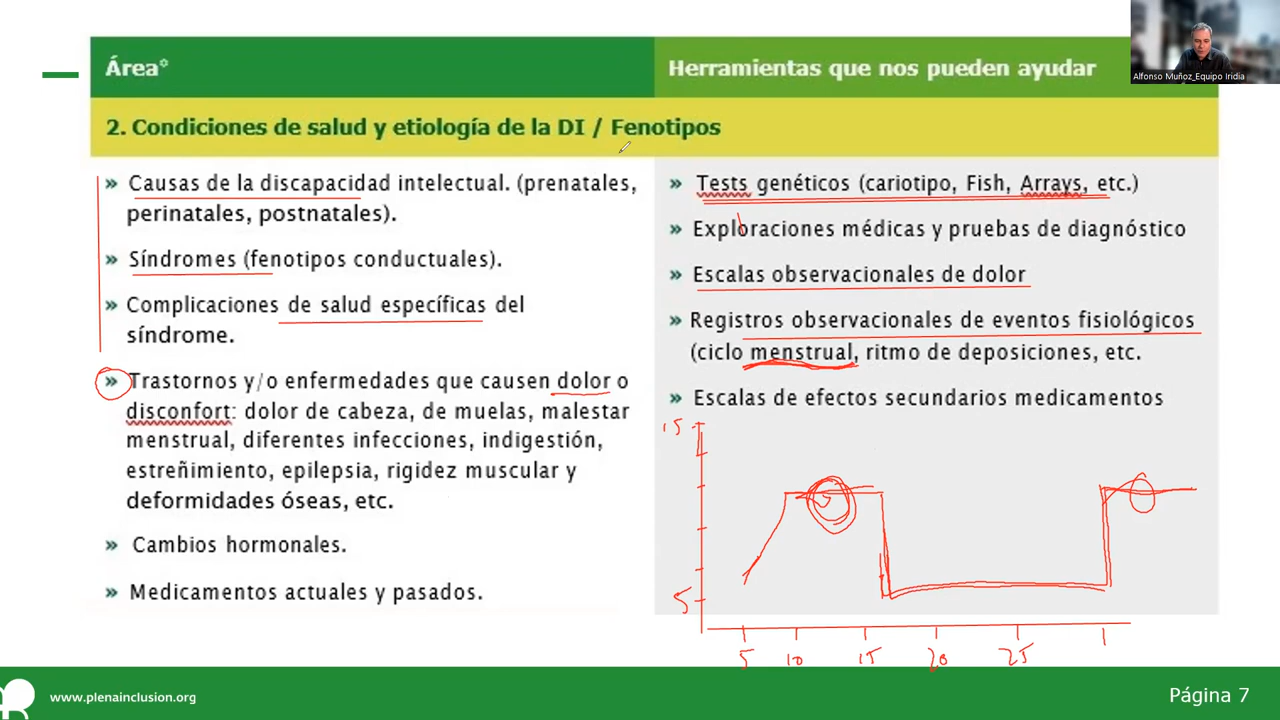 Alfonso Muñoz_Equipo Iridia
Área*
Herramientas que nos pueden ayudar
2. Condiciones de salud y etiología de la DI / Fenotipos
» Causas de la discapacidad intelectual. (prenatales,
perinatales, postnatales).
» Síndromes (fenotipos conductuales).
» Complicaciones de salud específicas del
síndrome.
» Trastornos y/o enfermedades que causen dolor o
disconfort: dolor de cabeza, de muelas, malestar
menstrual, diferentes infecciones, indigestión,
estreñimiento, epilepsia, rigidez muscular y
deformidades óseas, etc.
» Cambios hormonales.
» Medicamentos actuales y pasados.
» Tests genéticos (cariotipo, Fish, Arrays, etc.)
» Exploraciones médicas y pruebas de diagnóstico
» Escalas observacionales de dolor
» Registros observacionales de eventos fisiológicos
(ciclo menstrual, ritmo de deposiciones, etc.
» Escalas de efectos secundarios medicamentos
15
5
5 10 15 20 25 1
www.plenainclusion.org
Página 7